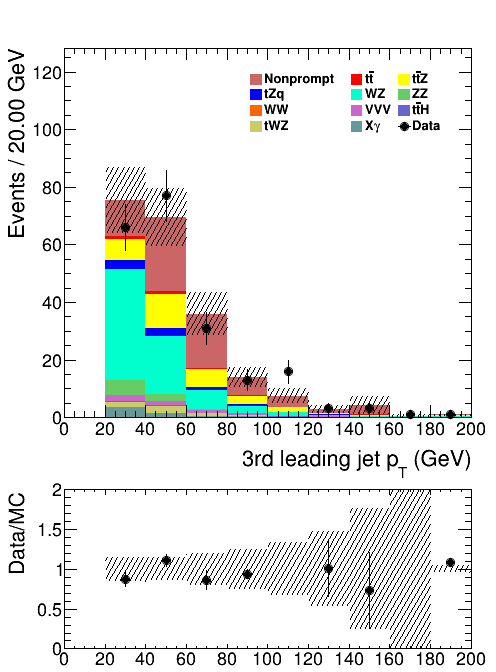 Events / 20.00 GeV
120
100
80
60
40
20
0
Nonprompt tt̄ tt̄Z
tZq WZ ZZ
WW VVV tt̄H
tWZ Xγ Data
0 20 40 60 80 100 120 140 160 180 200
3rd leading jet p_T (GeV)
Data/MC
2
1.5
1
0.5
0
0 20 40 60 80 100 120 140 160 180 200